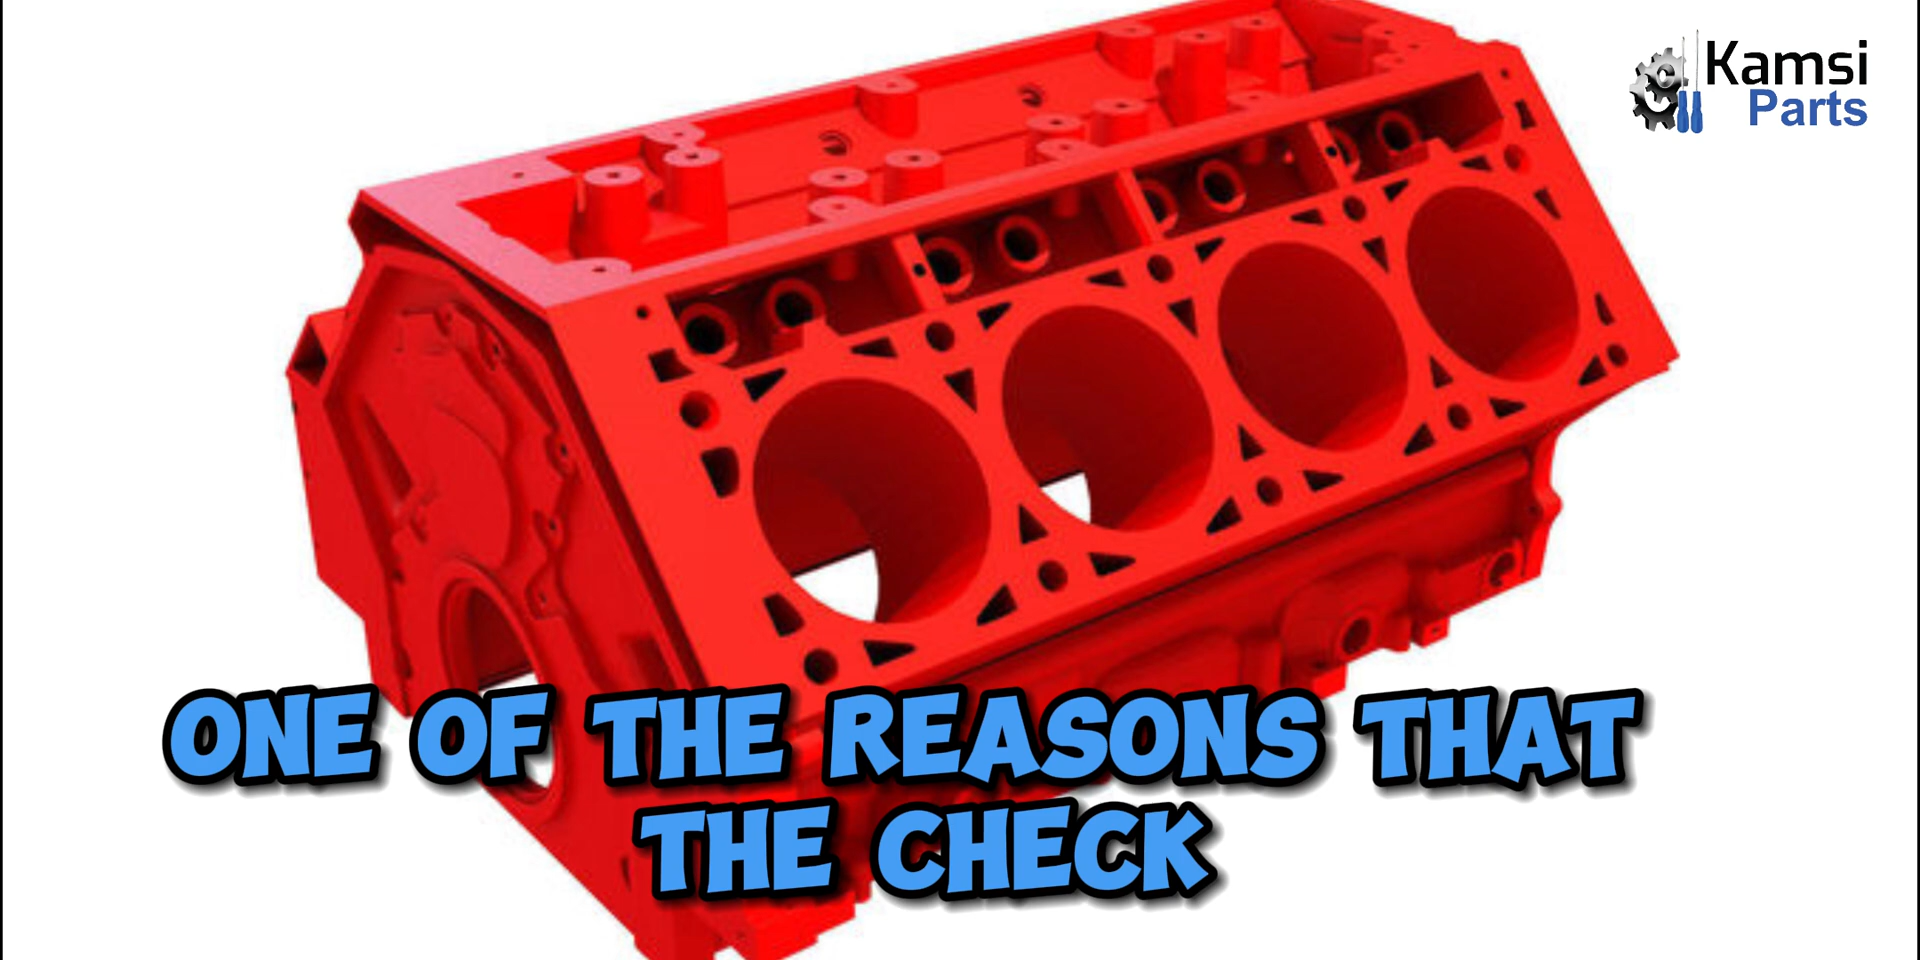 Kamsi
Parts
ONE OF THE REASONS THAT
THE CHECK